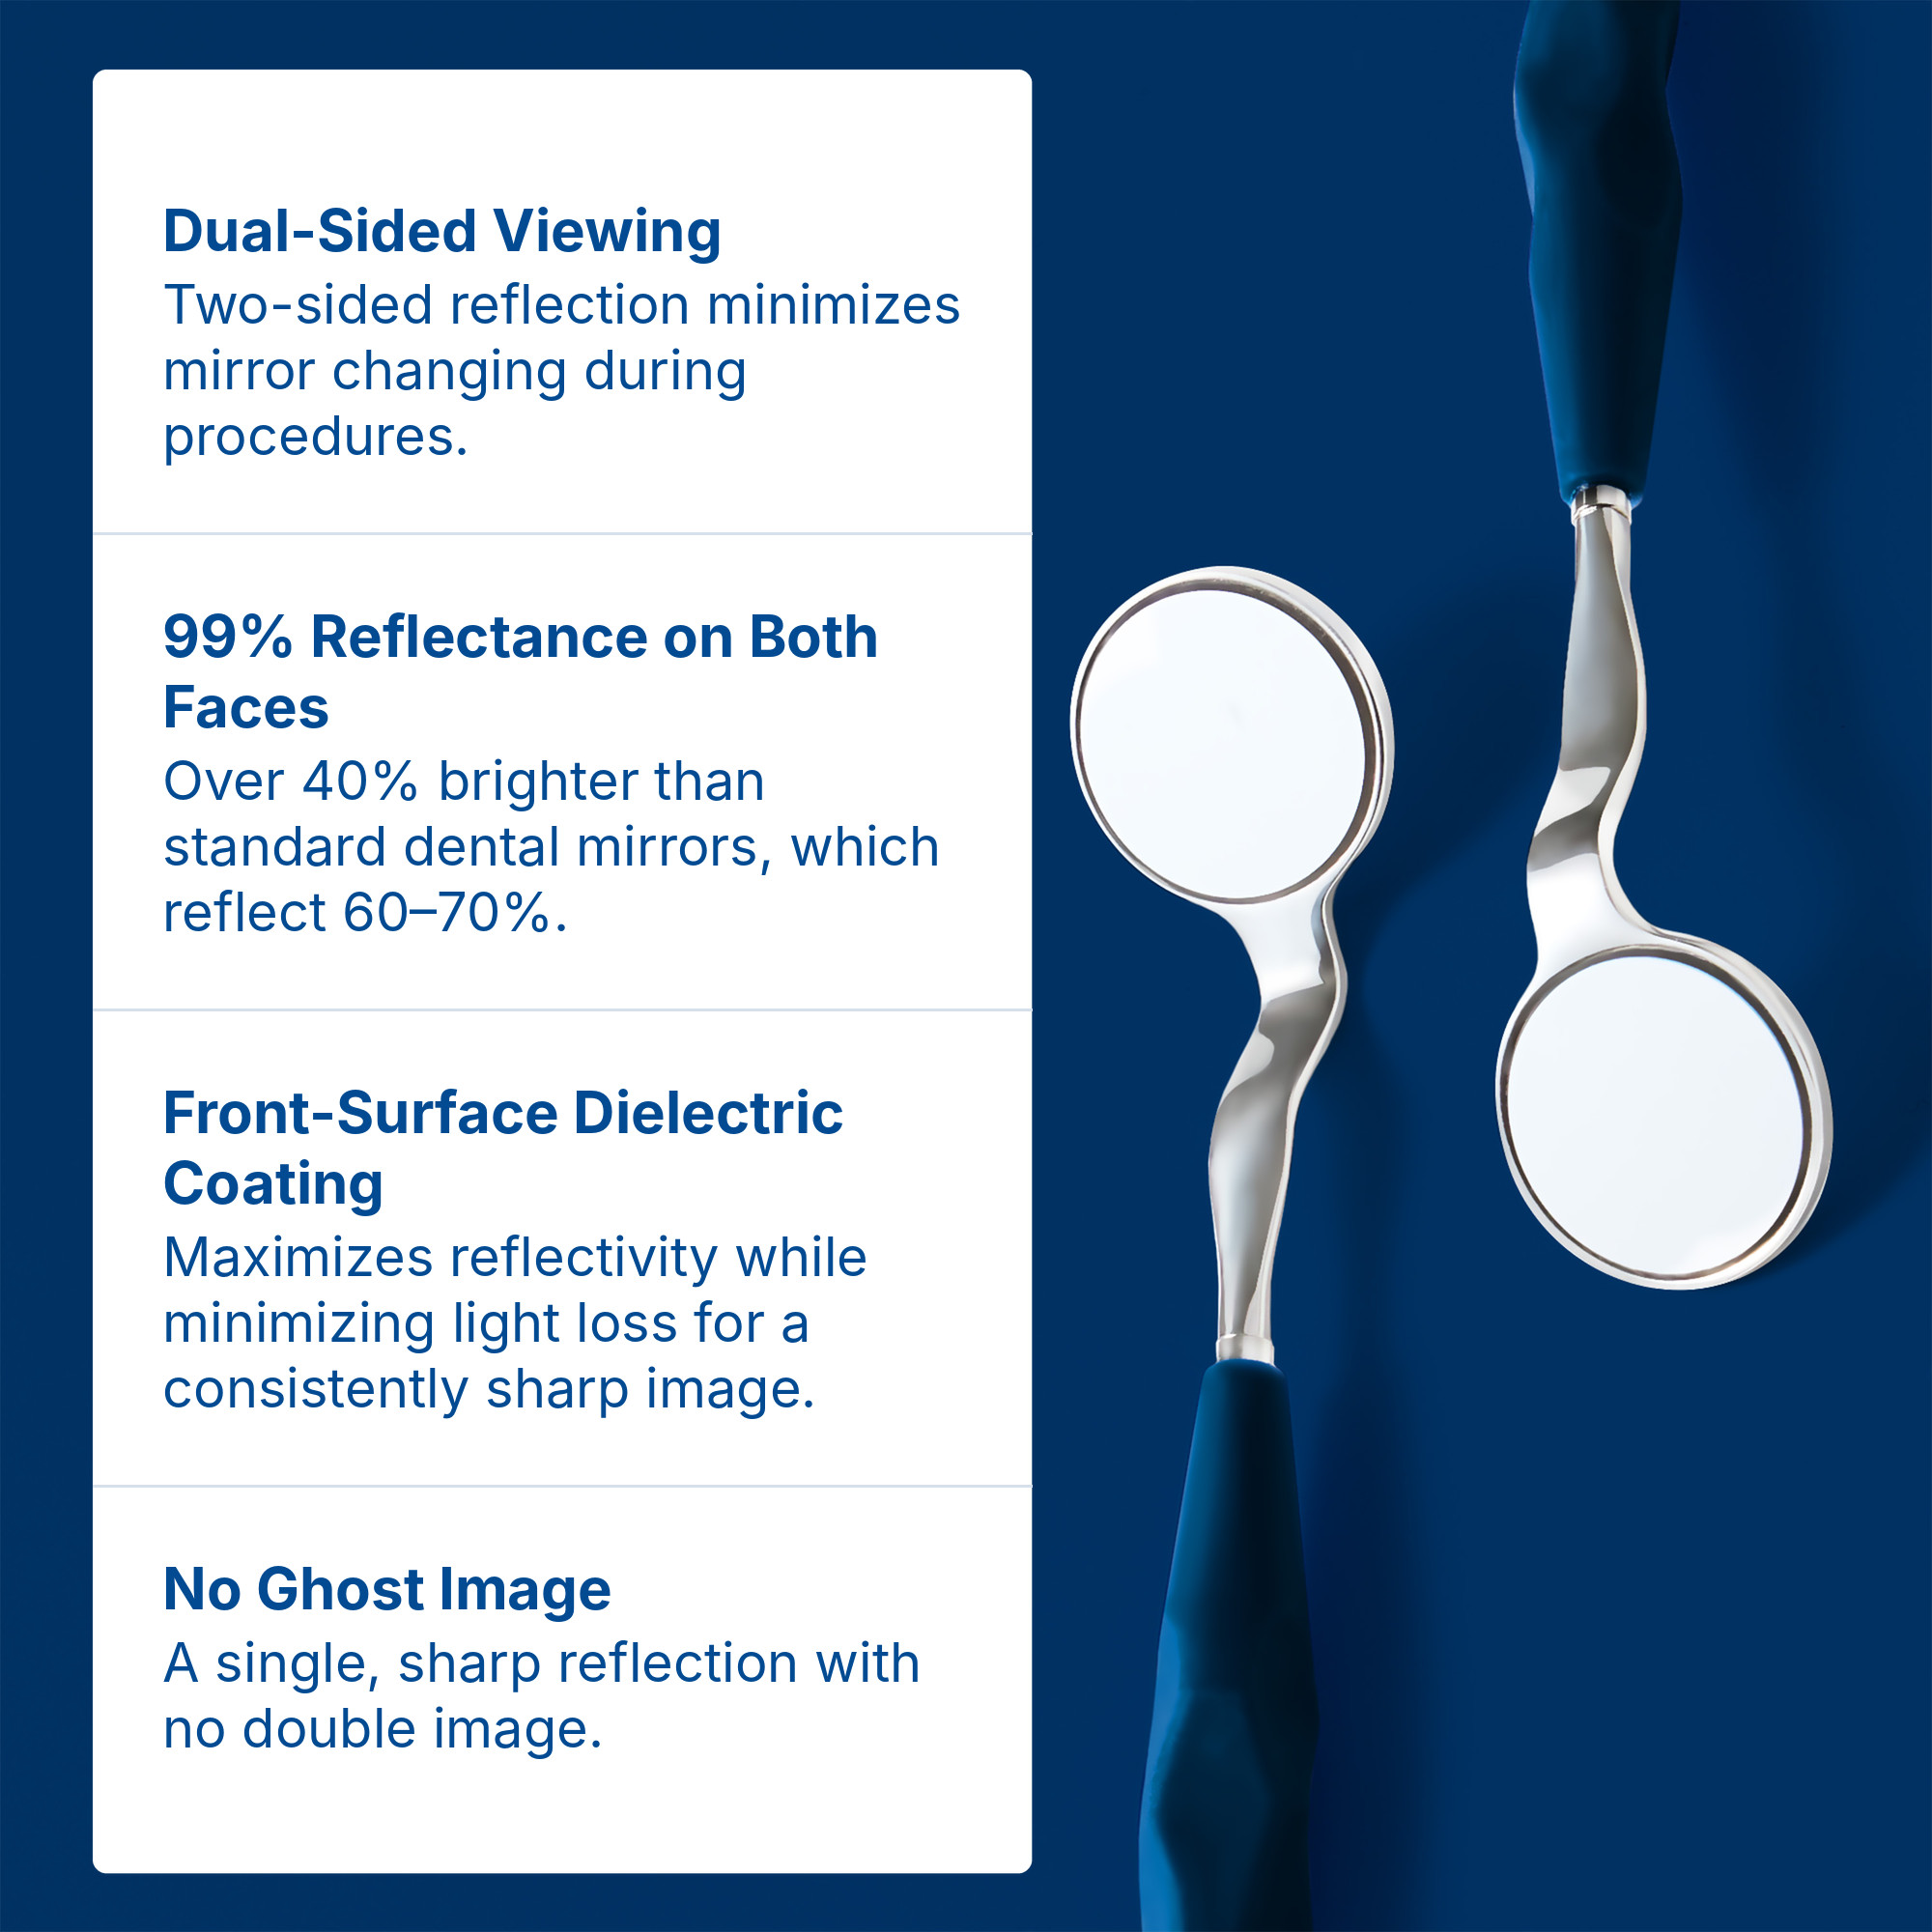 Dual-Sided Viewing
Two-sided reflection minimizes
mirror changing during
procedures.
99% Reflectance on Both
Faces
Over 40% brighter than
standard dental mirrors, which
reflect 60–70%.
Front-Surface Dielectric
Coating
Maximizes reflectivity while
minimizing light loss for a
consistently sharp image.
No Ghost Image
A single, sharp reflection with
no double image.